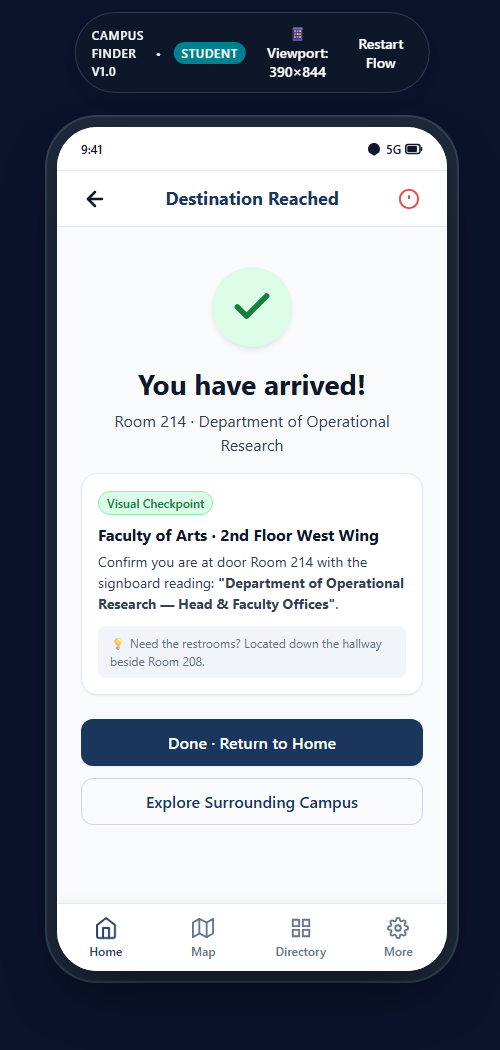 CAMPUS
FINDER
V1.0
•
STUDENT
📱
Viewport:
390×844
Restart
Flow
9:41
5G
Destination Reached
You have arrived!
Room 214 · Department of Operational
Research
Visual Checkpoint
Faculty of Arts · 2nd Floor West Wing
Confirm you are at door Room 214 with the
signboard reading: "Department of Operational
Research — Head & Faculty Offices".
💡 Need the restrooms? Located down the hallway
beside Room 208.
Done · Return to Home
Explore Surrounding Campus
Home
Map
Directory
More